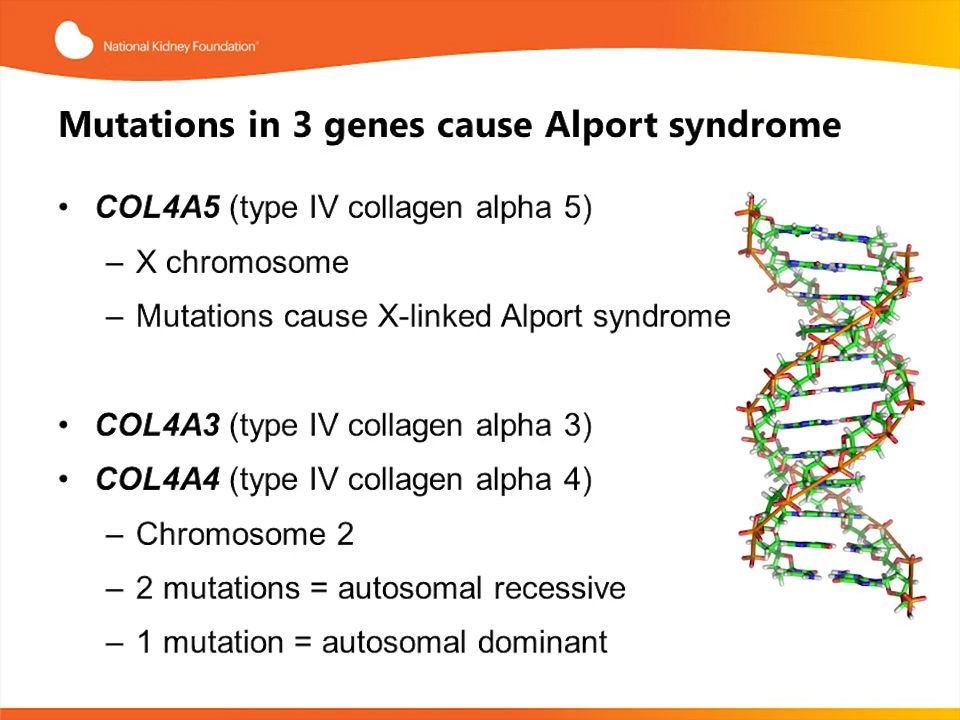 National Kidney Foundation®
Mutations in 3 genes cause Alport syndrome
• COL4A5 (type IV collagen alpha 5)
– X chromosome
– Mutations cause X-linked Alport syndrome
• COL4A3 (type IV collagen alpha 3)
• COL4A4 (type IV collagen alpha 4)
– Chromosome 2
– 2 mutations = autosomal recessive
– 1 mutation = autosomal dominant